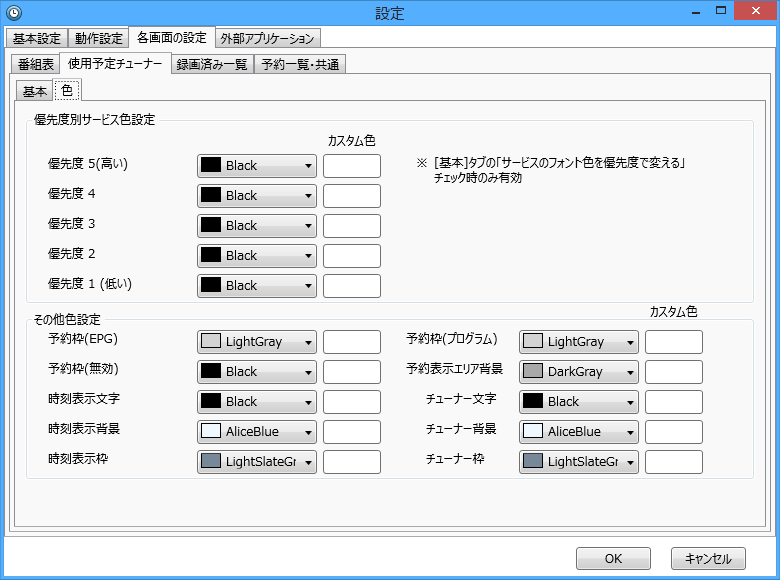 設定
基本設定 動作設定 各画面の設定 外部アプリケーション
番組表 使用予定チューナー 録画済み一覧 予約一覧・共通
基本 色
優先度別サービス色設定
カスタム色
優先度 5(高い) Black
※ [基本]タブの「サービスのフォント色を優先度で変える」
チェック時のみ有効
優先度 4 Black
優先度 3 Black
優先度 2 Black
優先度 1 (低い) Black
カスタム色
その他色設定
予約枠(EPG) LightGray 予約枠(プログラム) LightGray
予約枠(無効) Black 予約表示エリア背景 DarkGray
時刻表示文字 Black チューナー文字 Black
時刻表示背景 AliceBlue チューナー背景 AliceBlue
時刻表示枠 LightSlateGr チューナー枠 LightSlateGr
OK キャンセル